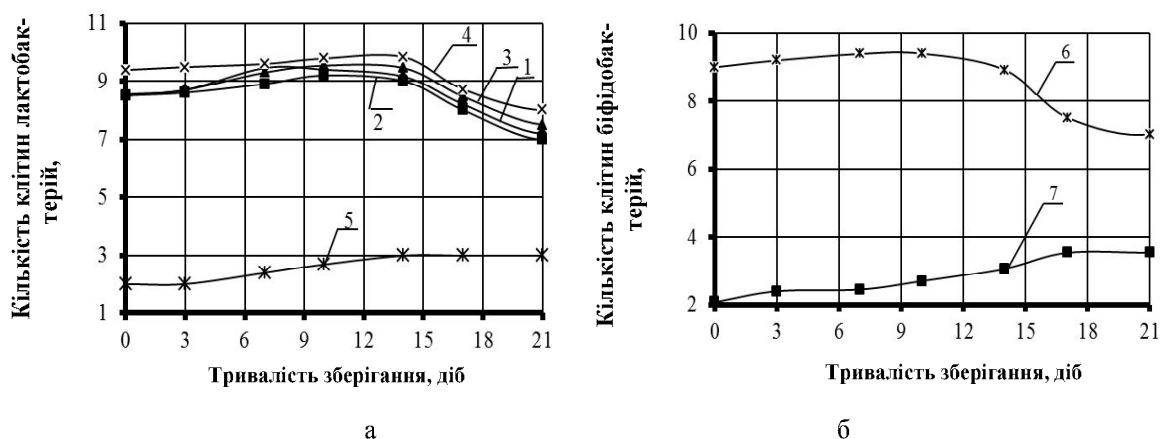 Кількість клітин лактобак-
терій,
11
9
7
5
3
1
4
3
1
2
5
0 3 6 9 12 15 18 21
Тривалість зберігання, діб
а
Кількість клітин біфідобак-
терій,
10
8
6
4
2
6
7
0 3 6 9 12 15 18 21
Тривалість зберігання, діб
б